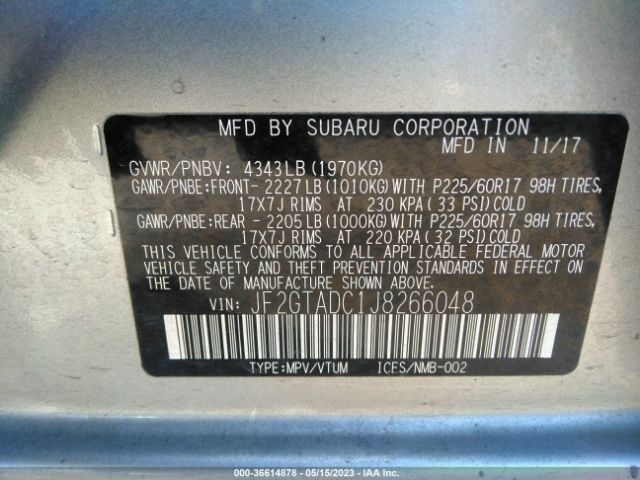 MFD BY SUBARU CORPORATION
MFD IN 11/17
GVWR/PNBV: 4343LB(1970KG)
GAWR/PNBE:FRONT- 2227LB(1010KG)WITH P225/60R17 98H TIRES,
17X7J RIMS AT 230 KPA(33 PSI)COLD
GAWR/PNBE:REAR - 2205LB(1000KG)WITH P225/60R17 98H TIRES,
17X7J RIMS AT 220 KPA(32 PSI)COLD
THIS VEHICLE CONFORMS TO ALL APPLICABLE FEDERAL MOTOR
VEHICLE SAFETY AND THEFT PREVENTION STANDARDS IN EFFECT ON
THE DATE OF MANUFACTURE SHOWN ABOVE.
VIN: JF2GTADC1J8266048
TYPE:MPV/VTUM ICES/NMB-002
000-36614878 - 05/15/2023 - IAA Inc.